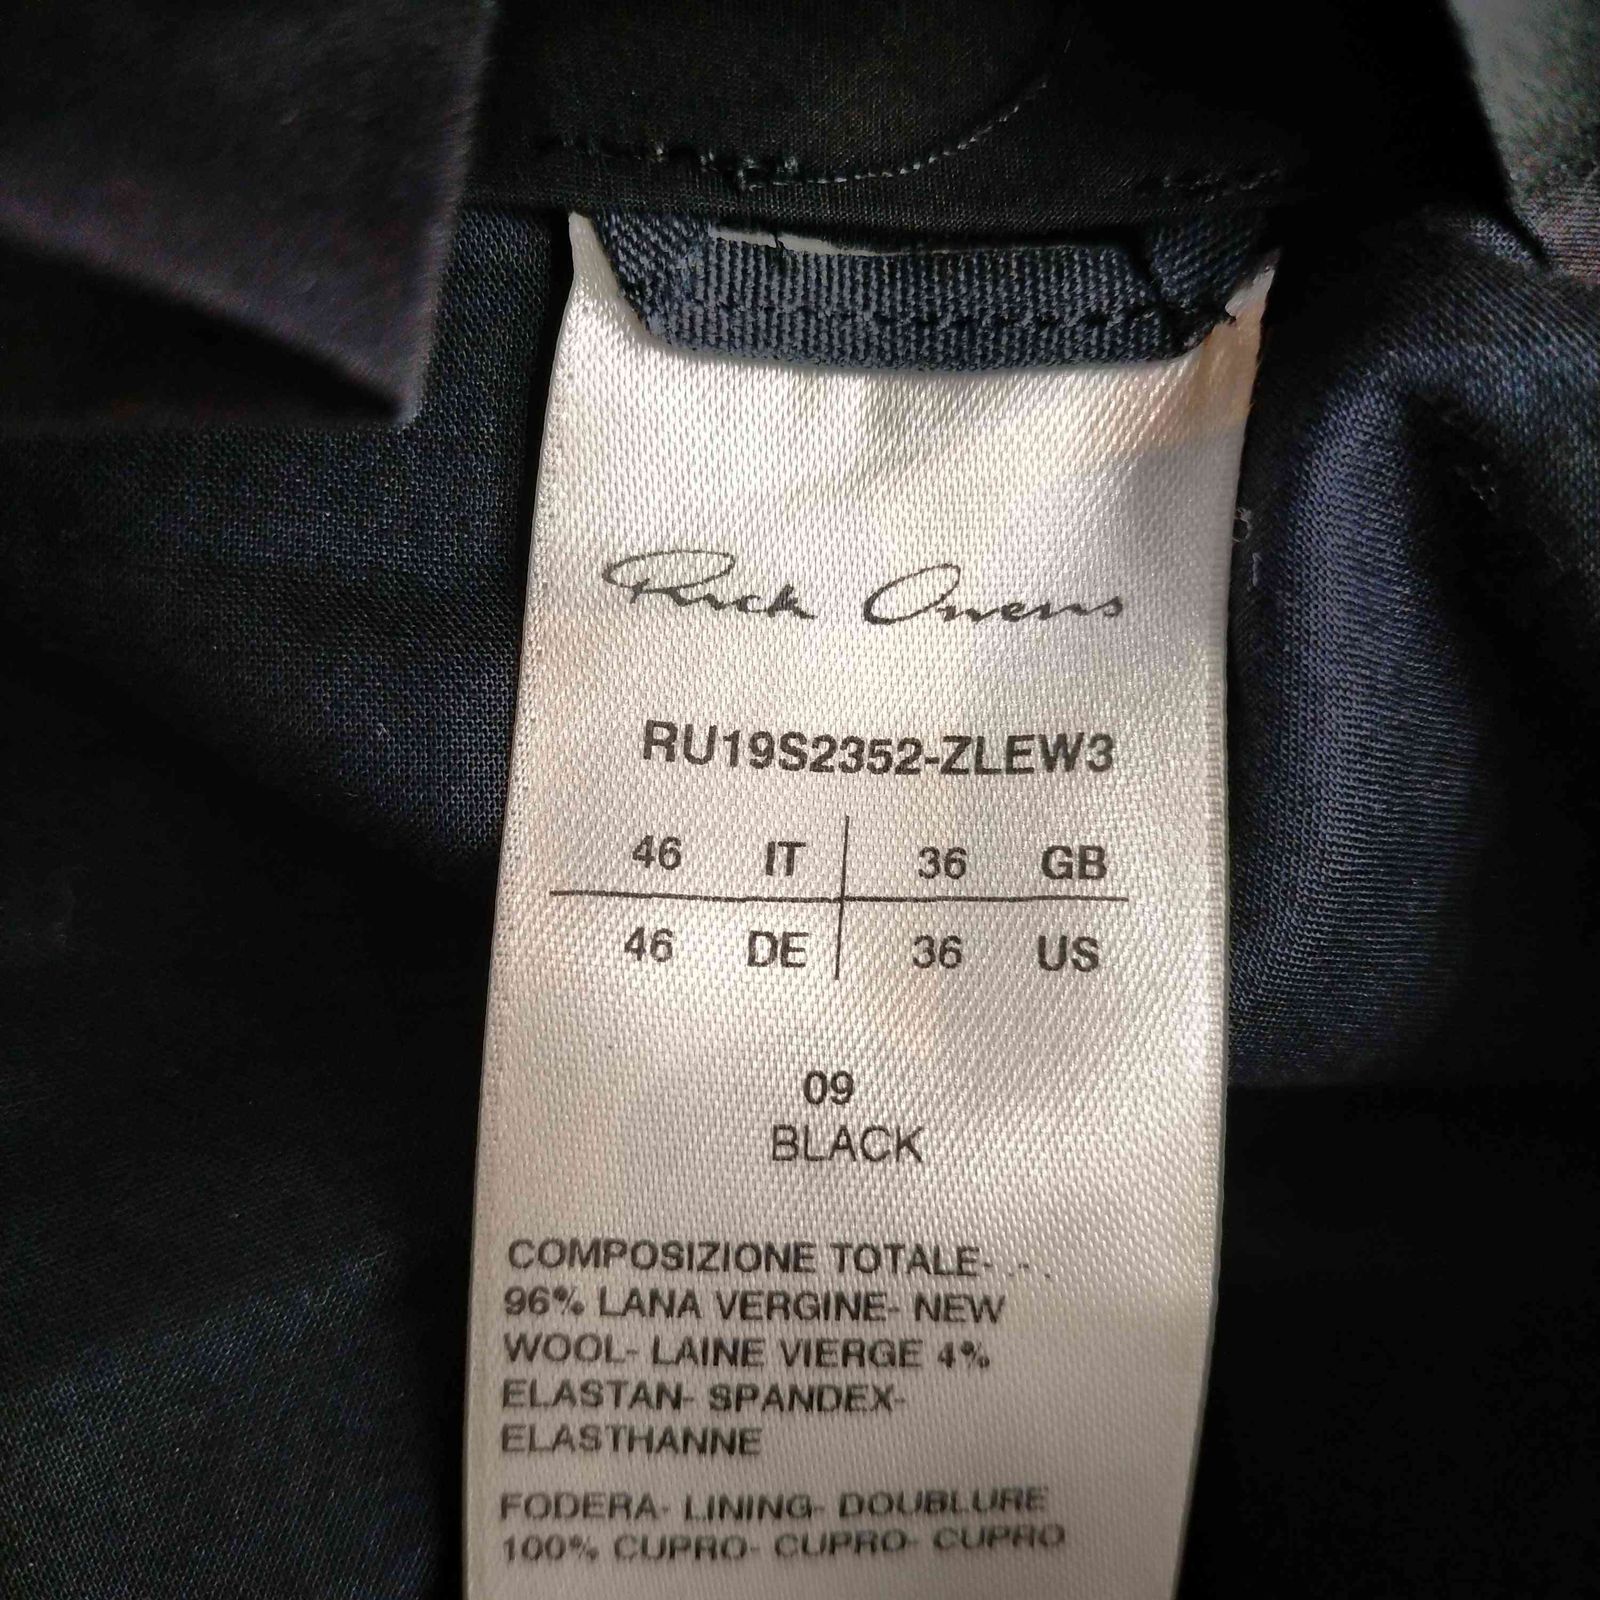 Rick Owens
RU19S2352-ZLEW3
46 IT 36 GB
46 DE 36 US
09
BLACK
COMPOSIZIONE TOTALE- . - .
96% LANA VERGINE- NEW
WOOL- LAINE VIERGE 4%
ELASTAN- SPANDEX-
ELASTHANNE
FODERA- LINING- DOUBLURE
100% CUPRO- CUPRO- CUPRO